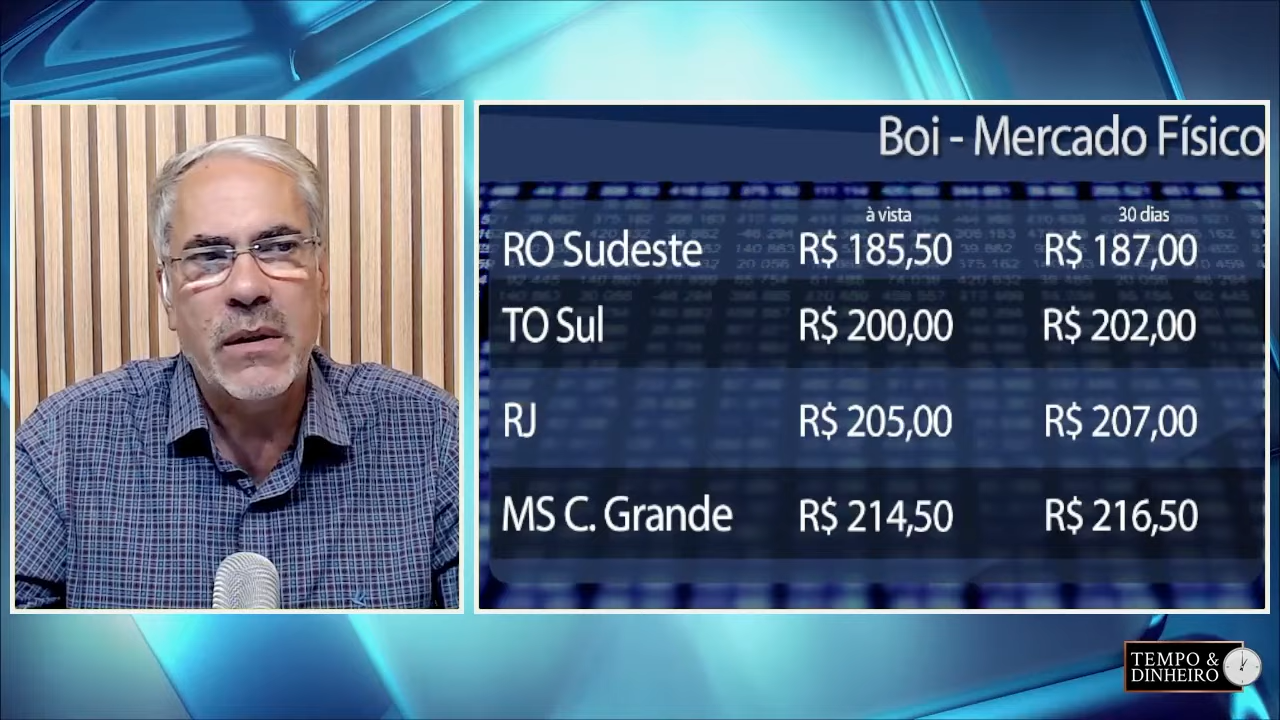 Boi - Mercado Físico
à vista 30 dias
RO Sudeste R$ 185,50 R$ 187,00
TO Sul R$ 200,00 R$ 202,00
RJ R$ 205,00 R$ 207,00
MS C. Grande R$ 214,50 R$ 216,50
TEMPO &
DINHEIRO